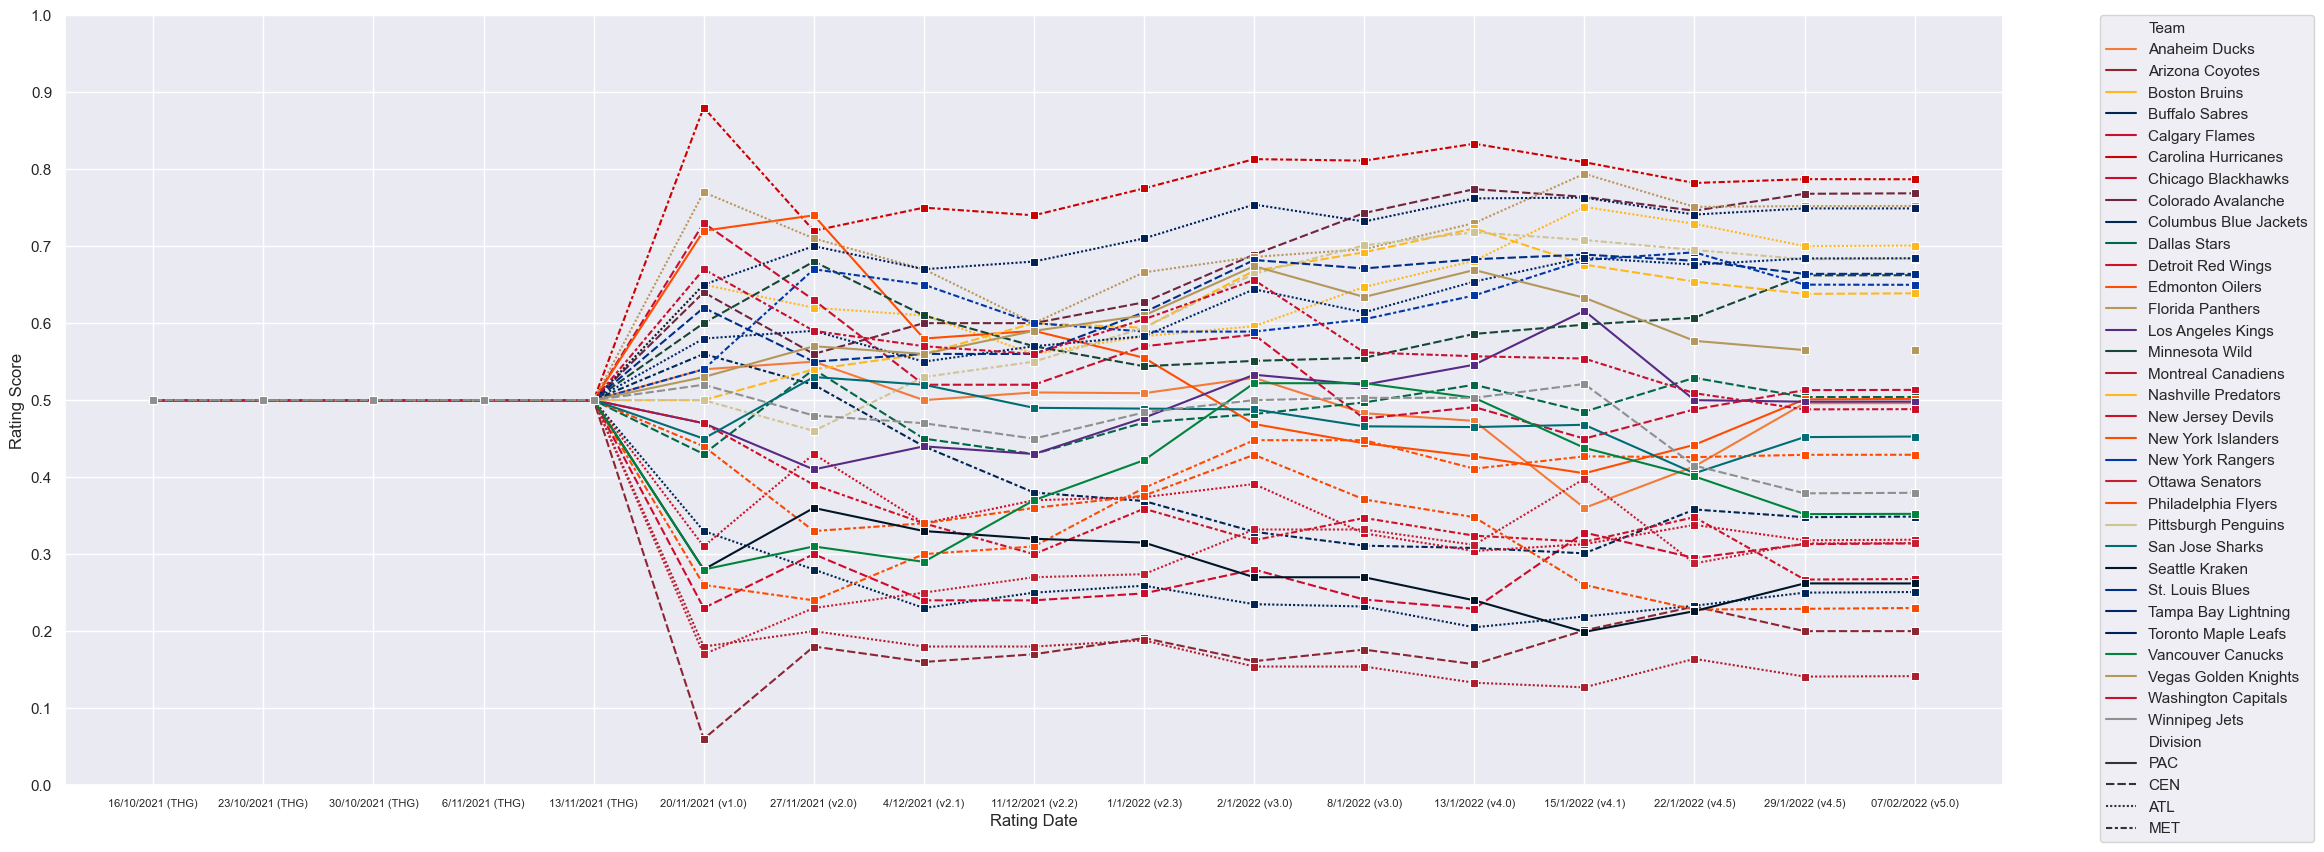 1.0
0.9
0.8
0.7
0.6
0.5
0.4
0.3
0.2
0.1
0.0
Rating Score
16/10/2021 (THG) 23/10/2021 (THG) 30/10/2021 (THG) 6/11/2021 (THG) 13/11/2021 (THG) 20/11/2021 (v1.0) 27/11/2021 (v2.0) 4/12/2021 (v2.1) 11/12/2021 (v2.2) 1/1/2022 (v2.3) 2/1/2022 (v3.0) 8/1/2022 (v3.0) 13/1/2022 (v4.0) 15/1/2022 (v4.1) 22/1/2022 (v4.5) 29/1/2022 (v4.5) 07/02/2022 (v5.0)
Rating Date
Team
Anaheim Ducks
Arizona Coyotes
Boston Bruins
Buffalo Sabres
Calgary Flames
Carolina Hurricanes
Chicago Blackhawks
Colorado Avalanche
Columbus Blue Jackets
Dallas Stars
Detroit Red Wings
Edmonton Oilers
Florida Panthers
Los Angeles Kings
Minnesota Wild
Montreal Canadiens
Nashville Predators
New Jersey Devils
New York Islanders
New York Rangers
Ottawa Senators
Philadelphia Flyers
Pittsburgh Penguins
San Jose Sharks
Seattle Kraken
St. Louis Blues
Tampa Bay Lightning
Toronto Maple Leafs
Vancouver Canucks
Vegas Golden Knights
Washington Capitals
Winnipeg Jets
Division
PAC
CEN
ATL
MET